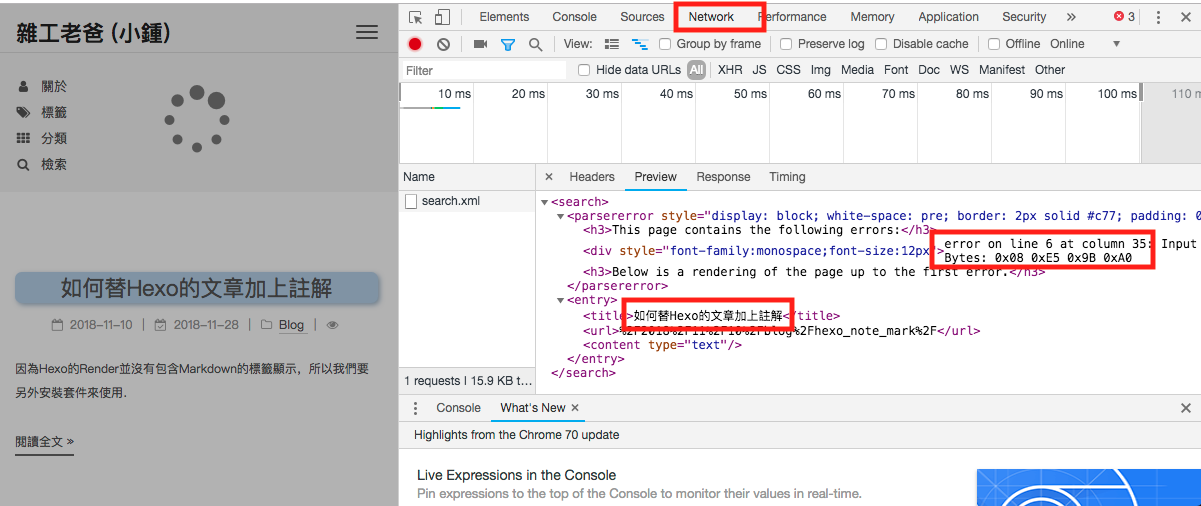 雜工老爸 (小鍾)
關於
標籤
分類
檢索
如何替Hexo的文章加上註解
2018-11-10 | 2018-11-28 | Blog |
因為Hexo的Render並沒有包含Markdown的標籤顯示，所以我們要
另外安裝套件來使用.
閱讀全文 »
Elements Console Sources Network Performance Memory Application Security » 3
View: Group by frame Preserve log Disable cache Offline Online
Filter Hide data URLs All XHR JS CSS Img Media Font Doc WS Manifest Other
10 ms 20 ms 30 ms 40 ms 50 ms 60 ms 70 ms 80 ms 90 ms 100 ms 110 m
Name
search.xml
1 requests | 15.9 KB t...
× Headers Preview Response Timing
<search>
<parsererror style="display: block; white-space: pre; border: 2px solid #c77; padding: 0
<h3>This page contains the following errors:</h3>
<div style="font-family:monospace;font-size:12px">error on line 6 at column 35: Input
Bytes: 0x08 0xE5 0x9B 0xA0
<h3>Below is a rendering of the page up to the first error.</h3>
</parsererror>
<entry>
<title>如何替Hexo的文章加上註解</title>
<url>%2F2018%2F11%2F10%2Fblog%2Fhexo_note_mark%2F</url>
<content type="text"/>
</entry>
</search>
Console What's New ×
Highlights from the Chrome 70 update
Live Expressions in the Console
Pin expressions to the top of the Console to monitor their values in real-time.